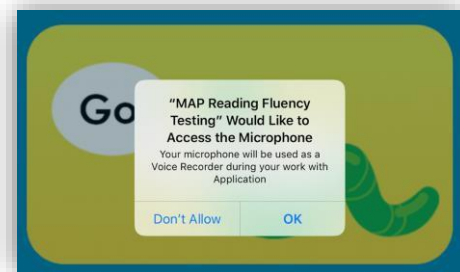 Go
“MAP Reading Fluency
Testing” Would Like to
Access the Microphone
Your microphone will be used as a
Voice Recorder during your work with
Application
Don’t Allow
OK